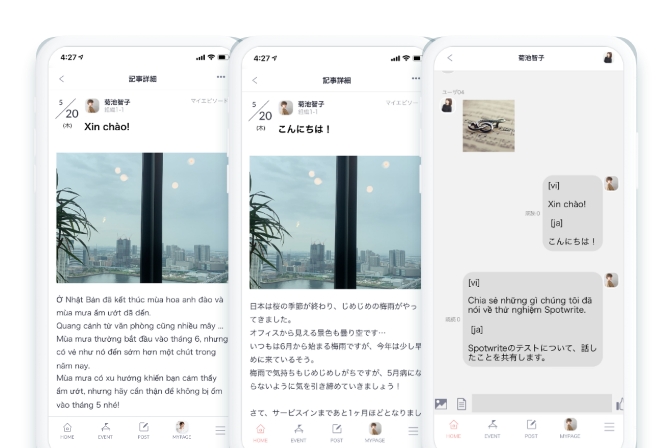 4:27
記事詳細
5
20
(木)
菊池智子
初級1-1
マイエピソード
Xin chào!
Ở Nhật Bản đã kết thúc mùa hoa anh đào và
mùa mưa ẩm ướt đã đến.
Quang cảnh từ văn phòng cũng nhiều mây ...
Mùa mưa thường bắt đầu vào tháng 6, nhưng
có vẻ như nó đến sớm hơn một chút trong
năm nay.
Mùa mưa có xu hướng khiến bạn cảm thấy
ẩm ướt, nhưng hãy cẩn thận để không bị ốm
vào tháng 5 nhé!
HOME
EVENT
POST
MYPAGE
4:27
記事詳細
5
20
(木)
菊池智子
初級1-1
マイエピソー
こんにちは！
日本は桜の季節が終わり、じめじめの梅雨がやっ
てきました。
オフィスから見える景色も曇り空です…
いつもは6月から始まる梅雨ですが、今年は少し早
めに来ているそう。
梅雨で気持ちもじめじめしがちですが、5月病にな
らないように気を引き締めていきましょう！
さて、サービスインまであと1ヶ月ほどとなりまし
HOME
EVENT
POST
MYPAGE
菊池智子
[vi]
Xin chào!
[ja]
こんにちは！
[vi]
Chia sẻ những gì chúng tôi đã
nói về thử nghiệm Spotwrite.
[ja]
Spotwriteのテストについて、話し
たことを共有します。
HOME
EVENT
POST
MYPAGE